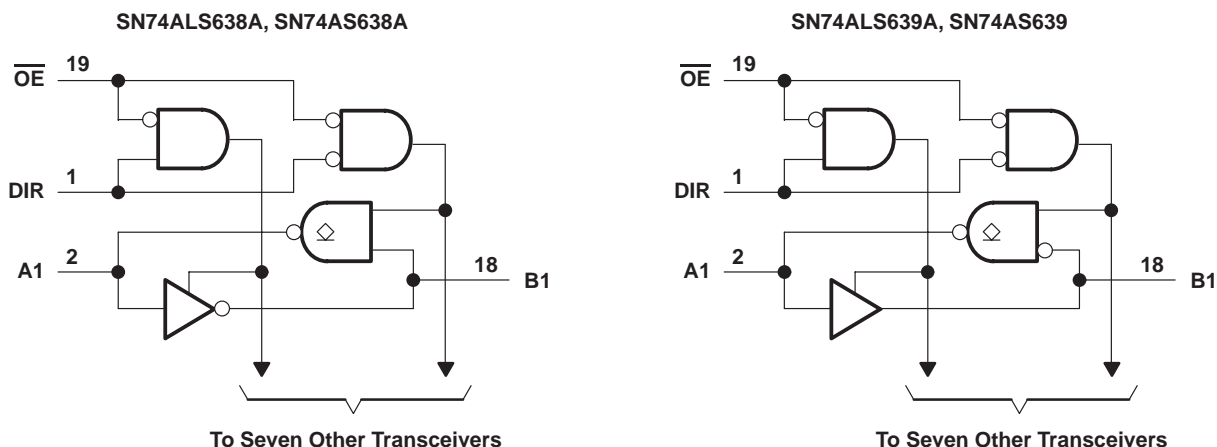 SN74ALS638A, SN74AS638A
OE 19
DIR 1
A1 2
18 B1
To Seven Other Transceivers
SN74ALS639A, SN74AS639
OE 19
DIR 1
A1 2
18 B1
To Seven Other Transceivers